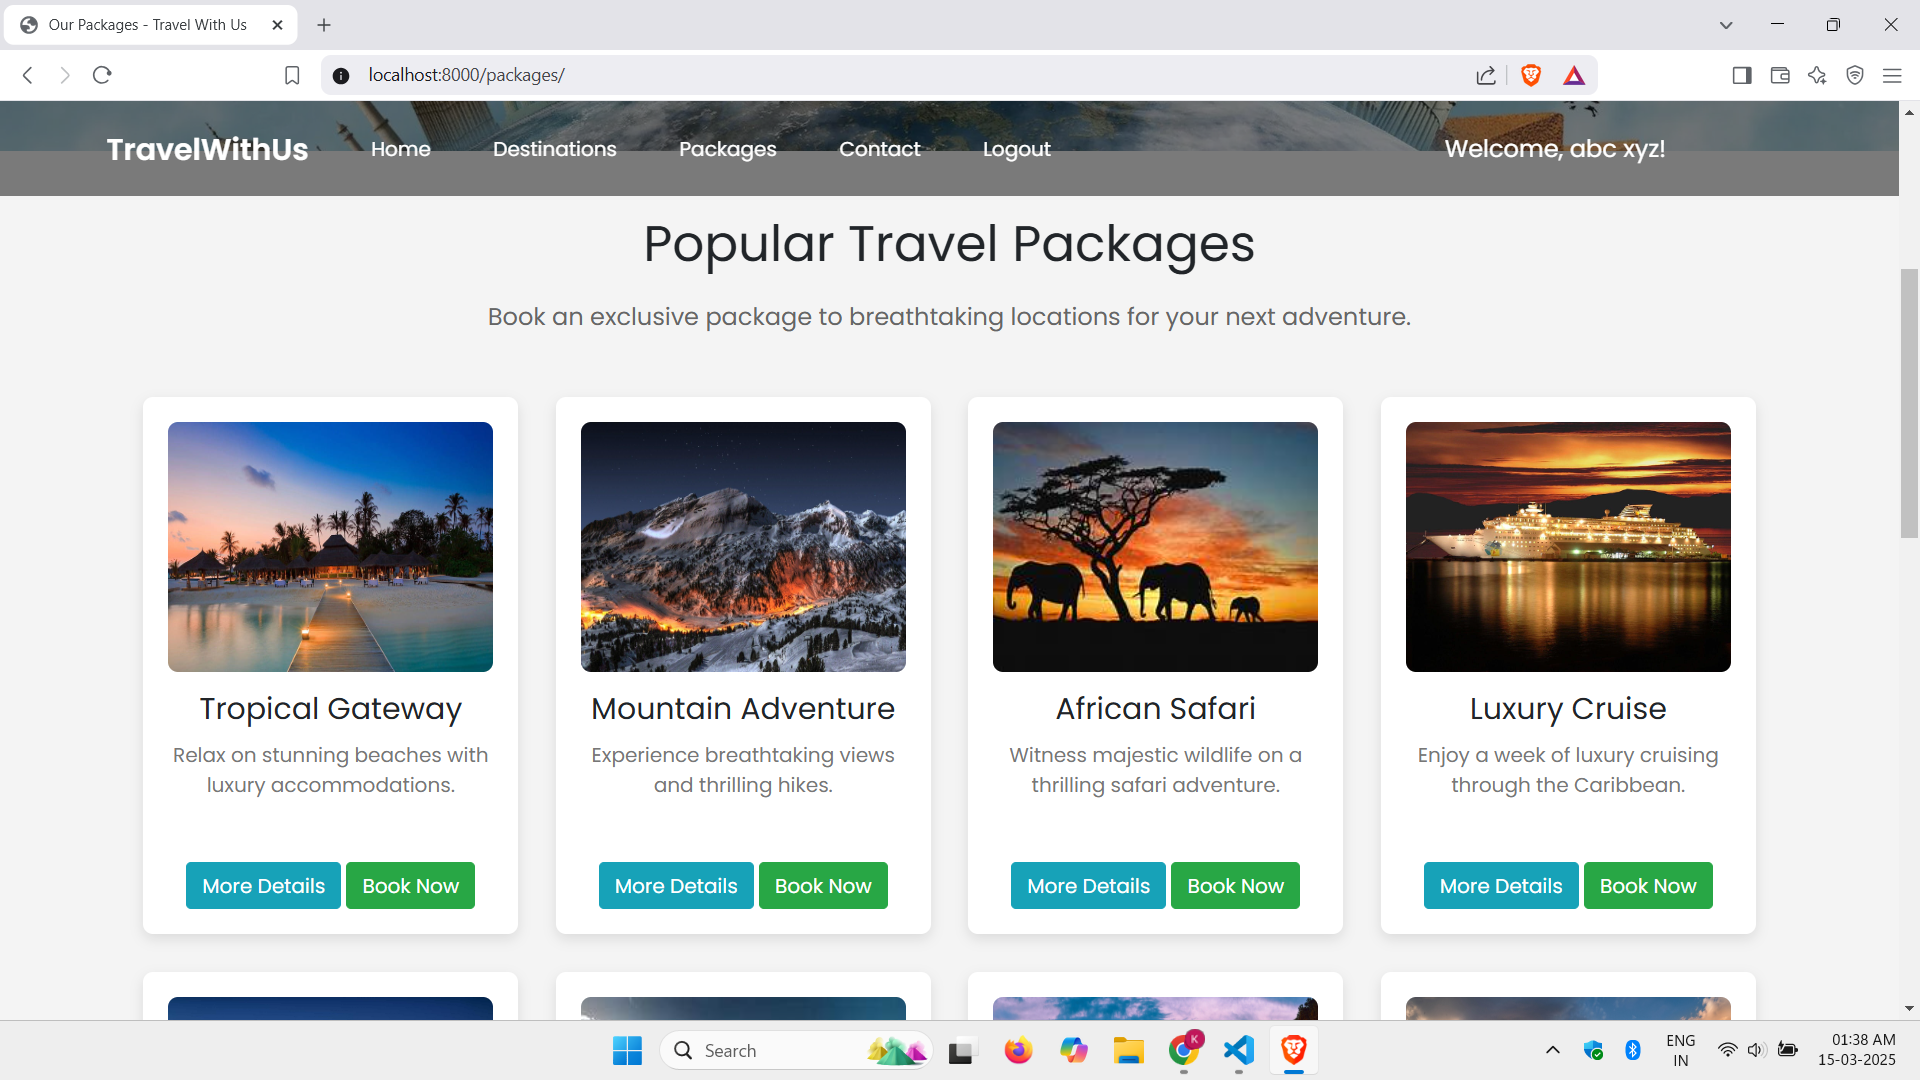 Our Packages - Travel With Us
localhost:8000/packages/
TravelWithUs Home Destinations Packages Contact Logout Welcome, abc xyz!
Popular Travel Packages
Book an exclusive package to breathtaking locations for your next adventure.
Tropical Gateway
Relax on stunning beaches with
luxury accommodations.
More Details Book Now
Mountain Adventure
Experience breathtaking views
and thrilling hikes.
More Details Book Now
African Safari
Witness majestic wildlife on a
thrilling safari adventure.
More Details Book Now
Luxury Cruise
Enjoy a week of luxury cruising
through the Caribbean.
More Details Book Now
Search
K
ENG
IN
01:38 AM
15-03-2025